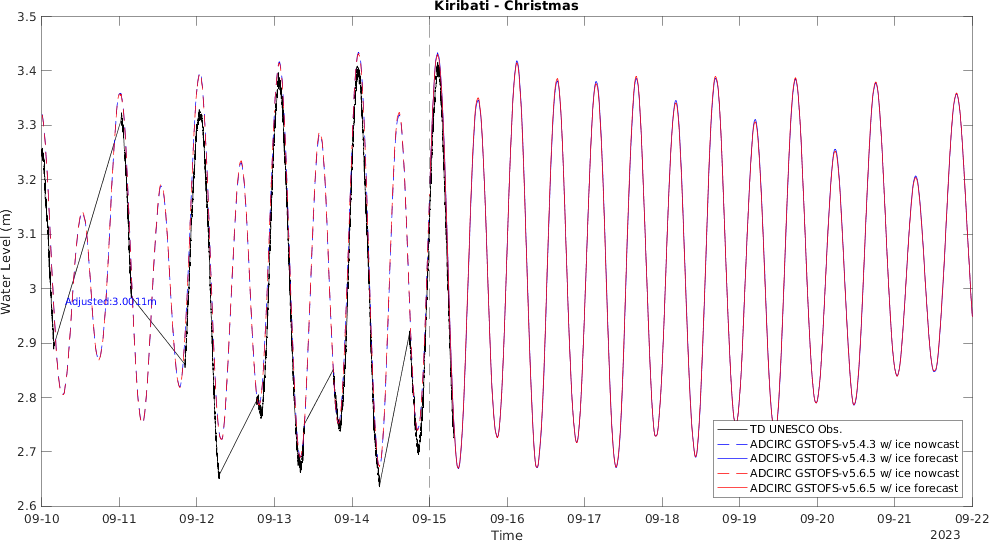 Kiribati - Christmas
3.5
3.4
3.3
3.2
3.1
3
2.9
2.8
2.7
2.6
Water Level (m)
Adjusted:3.0011m
TD UNESCO Obs.
ADCIRC GSTOFS-v5.4.3 w/ ice nowcast
ADCIRC GSTOFS-v5.4.3 w/ ice forecast
ADCIRC GSTOFS-v5.6.5 w/ ice nowcast
ADCIRC GSTOFS-v5.6.5 w/ ice forecast
09-10 09-11 09-12 09-13 09-14 09-15 09-16 09-17 09-18 09-19 09-20 09-21 09-22
Time
2023